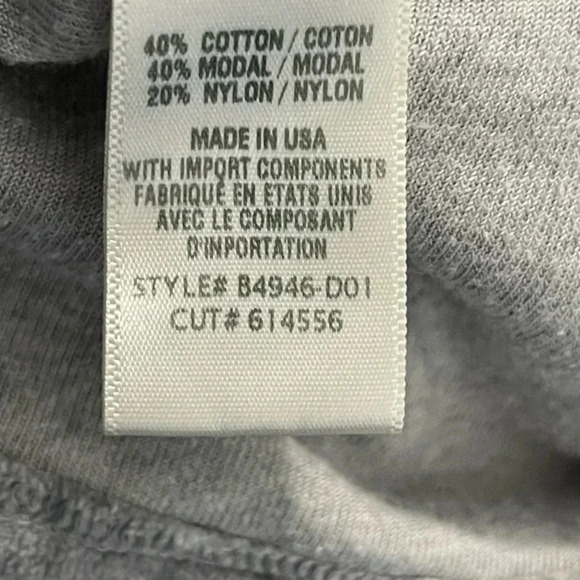 40% COTTON / COTON
40% MODAL / MODAL
20% NYLON / NYLON
MADE IN USA
WITH IMPORT COMPONENTS
FABRIQUE EN ETATS UNIS
AVEC LE COMPOSANT
D'INPORTATION
STYLE# B4946-D01
CUT# 614556